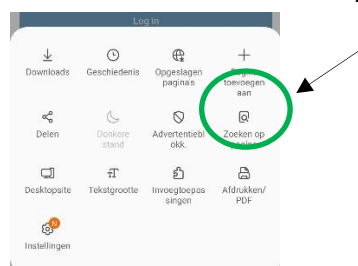 Log in
Downloads Geschiedenis Opgeslagen pagina's toevoegen aan
Delen Donkere stand Advertentiebl okk. Zoeken op
Desktopsite Tekstgrootte Invoegtoepas singen Afdrukken/ PDF
N
Instellingen